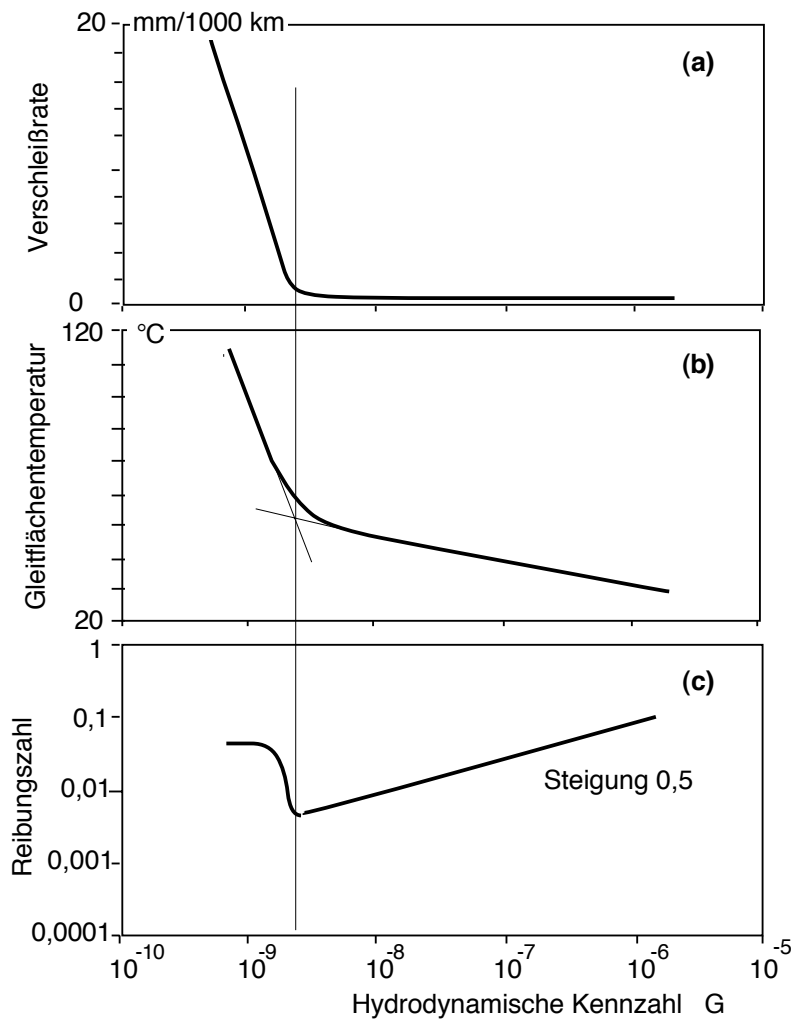 20 mm/1000 km
(a)
Verschleißrate
0
120 °C
(b)
Gleitflächentemperatur
20
1
(c)
0,1
Reibungszahl
0,01
Steigung 0,5
0,001
0,0001
10-10 10-9 10-8 10-7 10-6 10-5
Hydrodynamische Kennzahl G